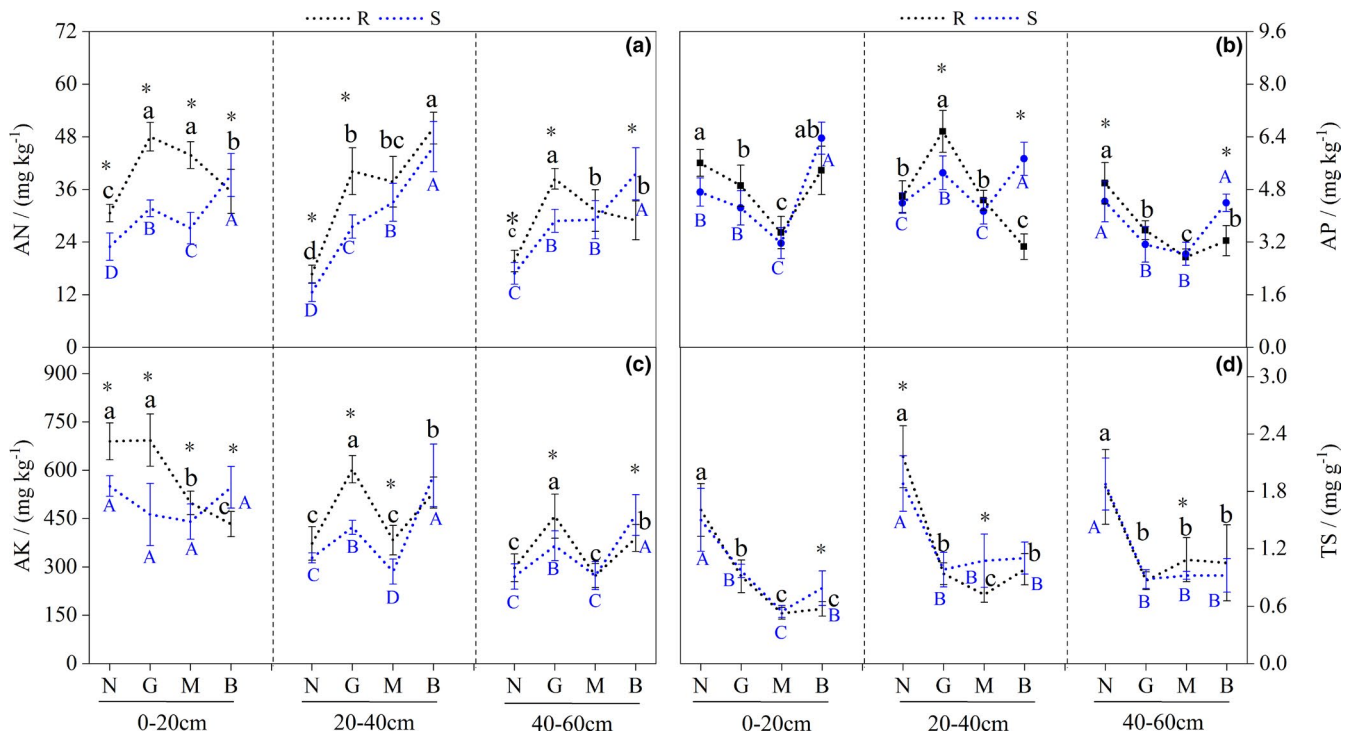 R S R S
72 (a) (b) 9.6
60 8.0
48 6.4
36 4.8
24 3.2
12 1.6
0 0.0
AN / (mg kg-1)
AP / (mg kg-1)
* * * *
c a a b
D B C A
* *
d b bc a
D C B A
* * *
c a b b
C B B A
a b c ab
B B C A
* *
b a b c
C B C A
* *
a b c b
A B B A
900 (c) (d) 3.0
750 2.4
600 1.8
450 1.2
300 0.6
150
0 0.0
AK / (mg kg-1)
TS / (mg g-1)
* * * *
a a b c
A A A A
* *
c a c b
C B D A
* *
c a c b
C B B A
*
a b c c
A B C B
* *
a b c b
A B B B
*
a b b b
A B B B
N G M B N G M B N G M B N G M B N G M B N G M B
0-20cm 20-40cm 40-60cm 0-20cm 20-40cm 40-60cm